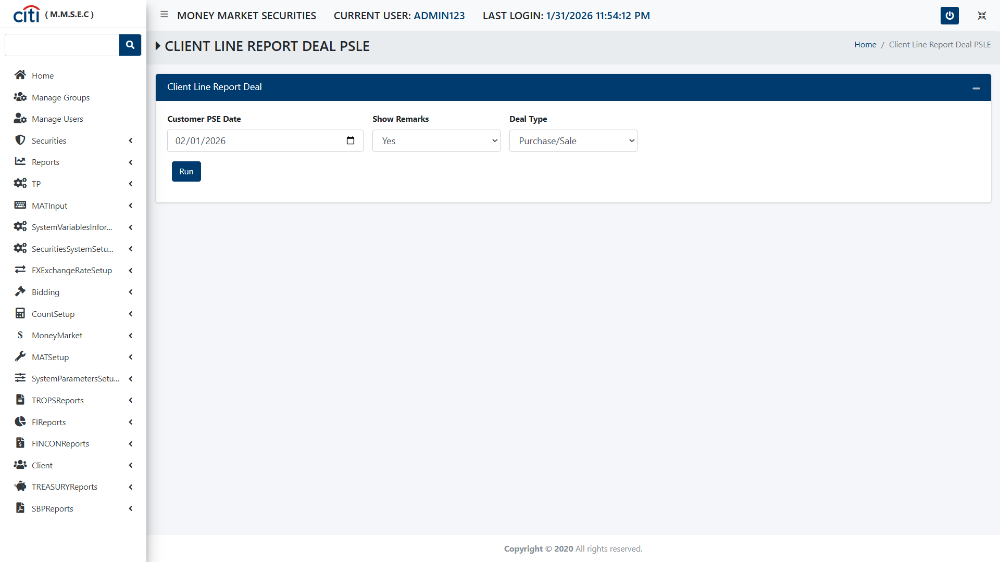 citi ( M.M.S.E.C )
MONEY MARKET SECURITIES CURRENT USER: ADMIN123 LAST LOGIN: 1/31/2026 11:54:12 PM
CLIENT LINE REPORT DEAL PSLE
Home / Client Line Report Deal PSLE
Home
Manage Groups
Manage Users
Securities
Reports
TP
MATInput
SystemVariablesInfor...
SecuritiesSystemSetu...
FXExchangeRateSetup
Bidding
CountSetup
MoneyMarket
MATSetup
SystemParametersSetu...
TROPSReports
FIReports
FINCONReports
Client
TREASURYReports
SBPReports
Client Line Report Deal
Customer PSE Date Show Remarks Deal Type
02/01/2026 Yes Purchase/Sale
Run
Copyright © 2020 All rights reserved.